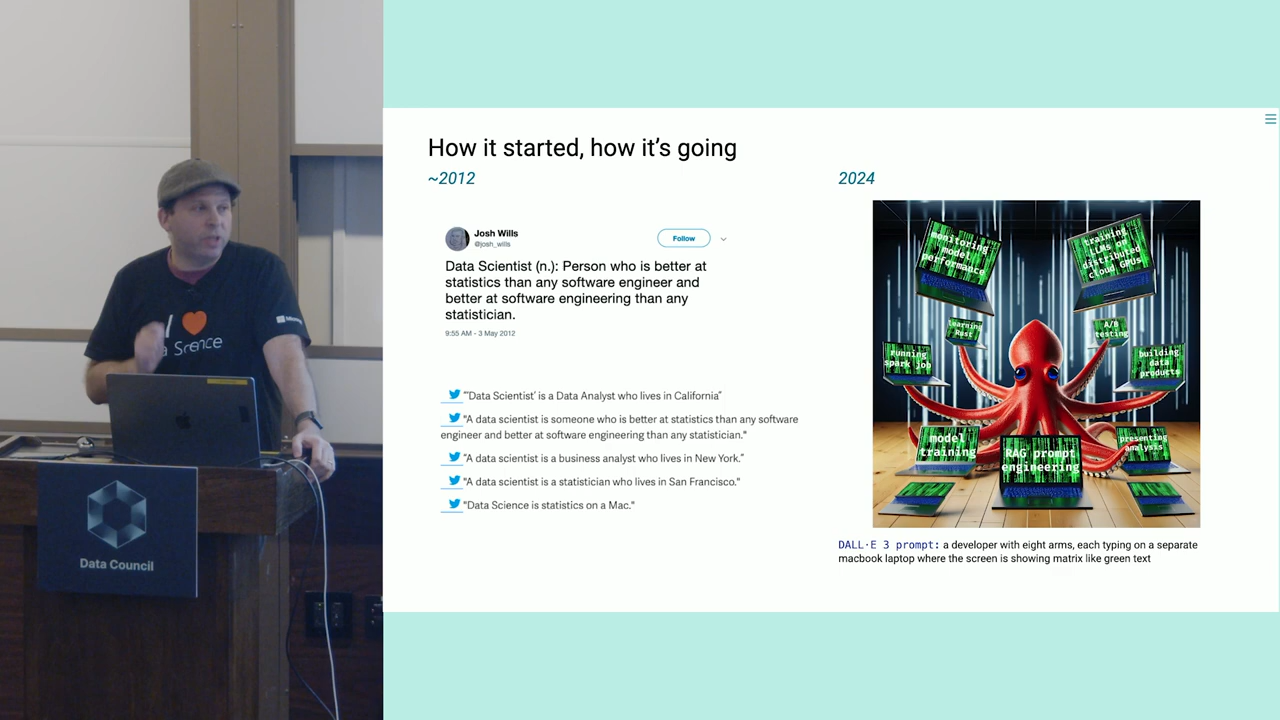 I ❤
a Science
Data Council
How it started, how it's going
~2012
Josh Wills
@josh_wills
Follow
Data Scientist (n.): Person who is better at
statistics than any software engineer and
better at software engineering than any
statistician.
9:55 AM - 3 May 2012
"'Data Scientist' is a Data Analyst who lives in California"
"A data scientist is someone who is better at statistics than any software
engineer and better at software engineering than any statistician."
"A data scientist is a business analyst who lives in New York."
"A data scientist is a statistician who lives in San Francisco."
"Data Science is statistics on a Mac."
2024
monitoring
model
performance
training
LLMs on
distributed
cloud GPUs
learning
Rust
A/B
testing
running
spark job
building
data
products
model
training
RAG prompt
engineering
presenting
analysis
DALL·E 3 prompt: a developer with eight arms, each typing on a separate
macbook laptop where the screen is showing matrix like green text